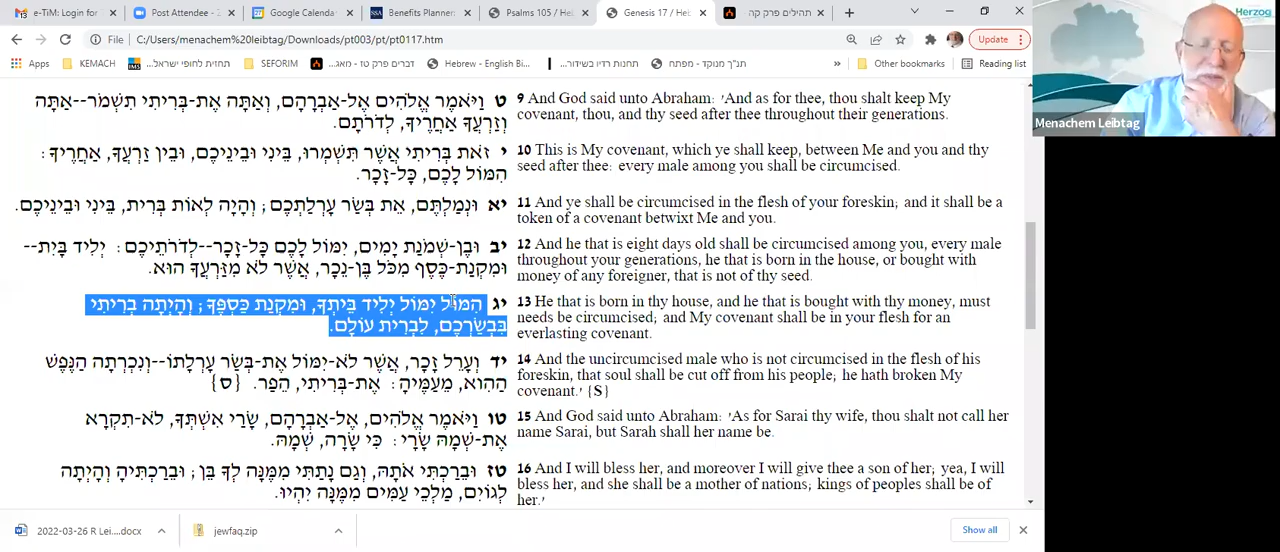 e-TiM: Login for
Post Attendee - 2
Google Calenda
Benefits Planner
Psalms 105 / Heb
Genesis 17 / Heb
תהילים פרק קה
File
C:/Users/menachem%20leibtag/Downloads/pt003/pt/pt0117.htm
Update
Apps
KEMACH
תחזית לחופי ישראל...
SEFORIM
דברים פרק טז - מאג...
Hebrew - English Bi...
תחנות רדיו בשידור...
תנ"ך מנוקד - מפתח
»
Other bookmarks
Reading list
Herzog
Menachem Leibtag
ט וַיֹּאמֶר אֱלֹהִים אֶל-אַבְרָהָם, וְאַתָּה אֶת-בְּרִיתִי תִשְׁמֹר--אַתָּה
וְזַרְעֲךָ אַחֲרֶיךָ, לְדֹרֹתָם.
9 And God said unto Abraham: 'And as for thee, thou shalt keep My
covenant, thou, and thy seed after thee throughout their generations.
י זֹאת בְּרִיתִי אֲשֶׁר תִּשְׁמְרוּ, בֵּינִי וּבֵינֵיכֶם, וּבֵין זַרְעֲךָ, אַחֲרֶיךָ:
הִמּוֹל לָכֶם, כָּל-זָכָר.
10 This is My covenant, which ye shall keep, between Me and you and thy
seed after thee: every male among you shall be circumcised.
יא וּנְמַלְתֶּם, אֵת בְּשַׂר עָרְלַתְכֶם; וְהָיָה לְאוֹת בְּרִית, בֵּינִי וּבֵינֵיכֶם.
11 And ye shall be circumcised in the flesh of your foreskin; and it shall be a
token of a covenant betwixt Me and you.
יב וּבֶן-שְׁמֹנַת יָמִים, יִמּוֹל לָכֶם כָּל-זָכָר--לְדֹרֹתֵיכֶם: יְלִיד בָּיִת--
וּמִקְנַת-כֶּסֶף מִכֹּל בֶּן-נֵכָר, אֲשֶׁר לֹא מִזַּרְעֲךָ הוּא.
12 And he that is eight days old shall be circumcised among you, every male
throughout your generations, he that is born in the house, or bought with
money of any foreigner, that is not of thy seed.
יג הִמּוֹל יִמּוֹל יְלִיד בֵּיתְךָ, וּמִקְנַת כַּסְפֶּךָ; וְהָיְתָה בְרִיתִי
בִּבְשַׂרְכֶם, לִבְרִית עוֹלָם.
13 He that is born in thy house, and he that is bought with thy money, must
needs be circumcised; and My covenant shall be in your flesh for an
everlasting covenant.
יד וְעָרֵל זָכָר, אֲשֶׁר לֹא-יִמּוֹל אֶת-בְּשַׂר עָרְלָתוֹ--וְנִכְרְתָה הַנֶּפֶשׁ
הַהִוא, מֵעַמֶּיהָ: אֶת-בְּרִיתִי, הֵפַר. {ס}
14 And the uncircumcised male who is not circumcised in the flesh of his
foreskin, that soul shall be cut off from his people; he hath broken My
covenant.' {S}
טו וַיֹּאמֶר אֱלֹהִים, אֶל-אַבְרָהָם, שָׂרַי אִשְׁתְּךָ, לֹא-תִקְרָא
אֶת-שְׁמָהּ שָׂרָי: כִּי שָׂרָה, שְׁמָהּ.
15 And God said unto Abraham: 'As for Sarai thy wife, thou shalt not call her
name Sarai, but Sarah shall her name be.
טז וּבֵרַכְתִּי אֹתָהּ, וְגַם נָתַתִּי מִמֶּנָּה לְךָ בֵּן; וּבֵרַכְתִּיהָ וְהָיְתָה
לְגוֹיִם, מַלְכֵי עַמִּים מִמֶּנָּה יִהְיוּ.
16 And I will bless her, and moreover I will give thee a son of her; yea, I will
bless her, and she shall be a mother of nations; kings of peoples shall be of
her.'
2022-03-26 R Lei....docx
jewfaq.zip
Show all